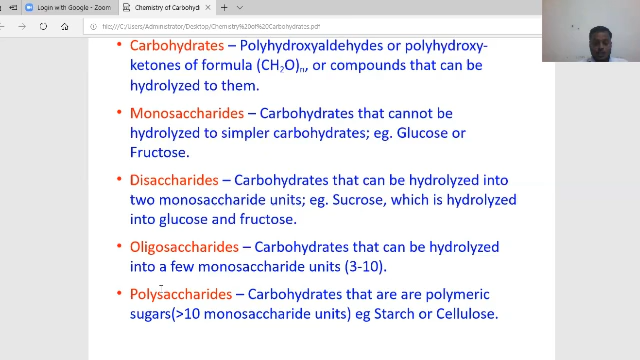 Login with Zoom
Chemistry of Carbohyd
file:///C:/Users/Administrator/Desktop/Chemistry%20of%20Carbohydrates.pdf
• Carbohydrates – Polyhydroxyaldehydes or polyhydroxy-
ketones of formula (CH₂O)ₙ, or compounds that can be
hydrolyzed to them.
• Monosaccharides – Carbohydrates that cannot be
hydrolyzed to simpler carbohydrates; eg. Glucose or
Fructose.
• Disaccharides – Carbohydrates that can be hydrolyzed into
two monosaccharide units; eg. Sucrose, which is hydrolyzed
into glucose and fructose.
• Oligosaccharides – Carbohydrates that can be hydrolyzed
into a few monosaccharide units (3-10).
• Polysaccharides – Carbohydrates that are are polymeric
sugars(>10 monosaccharide units) eg Starch or Cellulose.